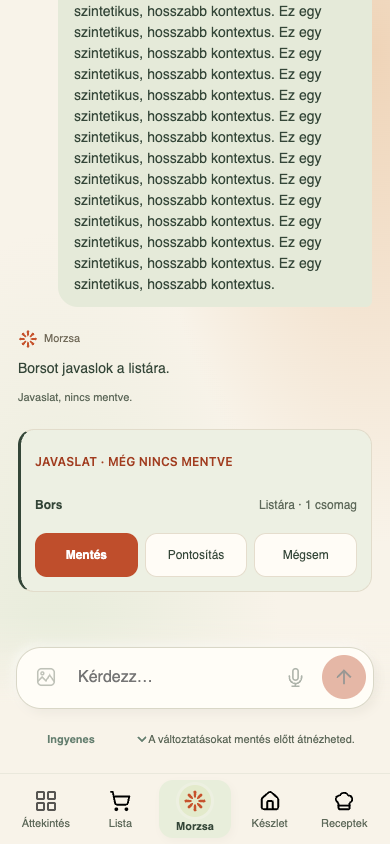 szintetikus, hosszabb kontextus. Ez egy
szintetikus, hosszabb kontextus. Ez egy
szintetikus, hosszabb kontextus. Ez egy
szintetikus, hosszabb kontextus. Ez egy
szintetikus, hosszabb kontextus. Ez egy
szintetikus, hosszabb kontextus. Ez egy
szintetikus, hosszabb kontextus. Ez egy
szintetikus, hosszabb kontextus. Ez egy
szintetikus, hosszabb kontextus. Ez egy
szintetikus, hosszabb kontextus. Ez egy
szintetikus, hosszabb kontextus. Ez egy
szintetikus, hosszabb kontextus. Ez egy
szintetikus, hosszabb kontextus. Ez egy
szintetikus, hosszabb kontextus.
Morzsa
Borsot javaslok a listára.
Javaslat, nincs mentve.
JAVASLAT · MÉG NINCS MENTVE
Bors Listára · 1 csomag
Mentés Pontosítás Mégsem
Kérdezz…
Ingyenes A változtatásokat mentés előtt átnézheted.
Áttekintés Lista Morzsa Készlet Receptek